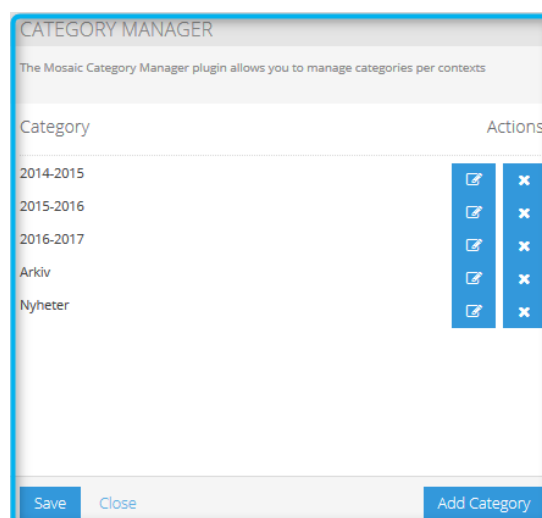 CATEGORY MANAGER
The Mosaic Category Manager plugin allows you to manage categories per contexts
Category Actions
2014-2015
2015-2016
2016-2017
Arkiv
Nyheter
Save Close Add Category